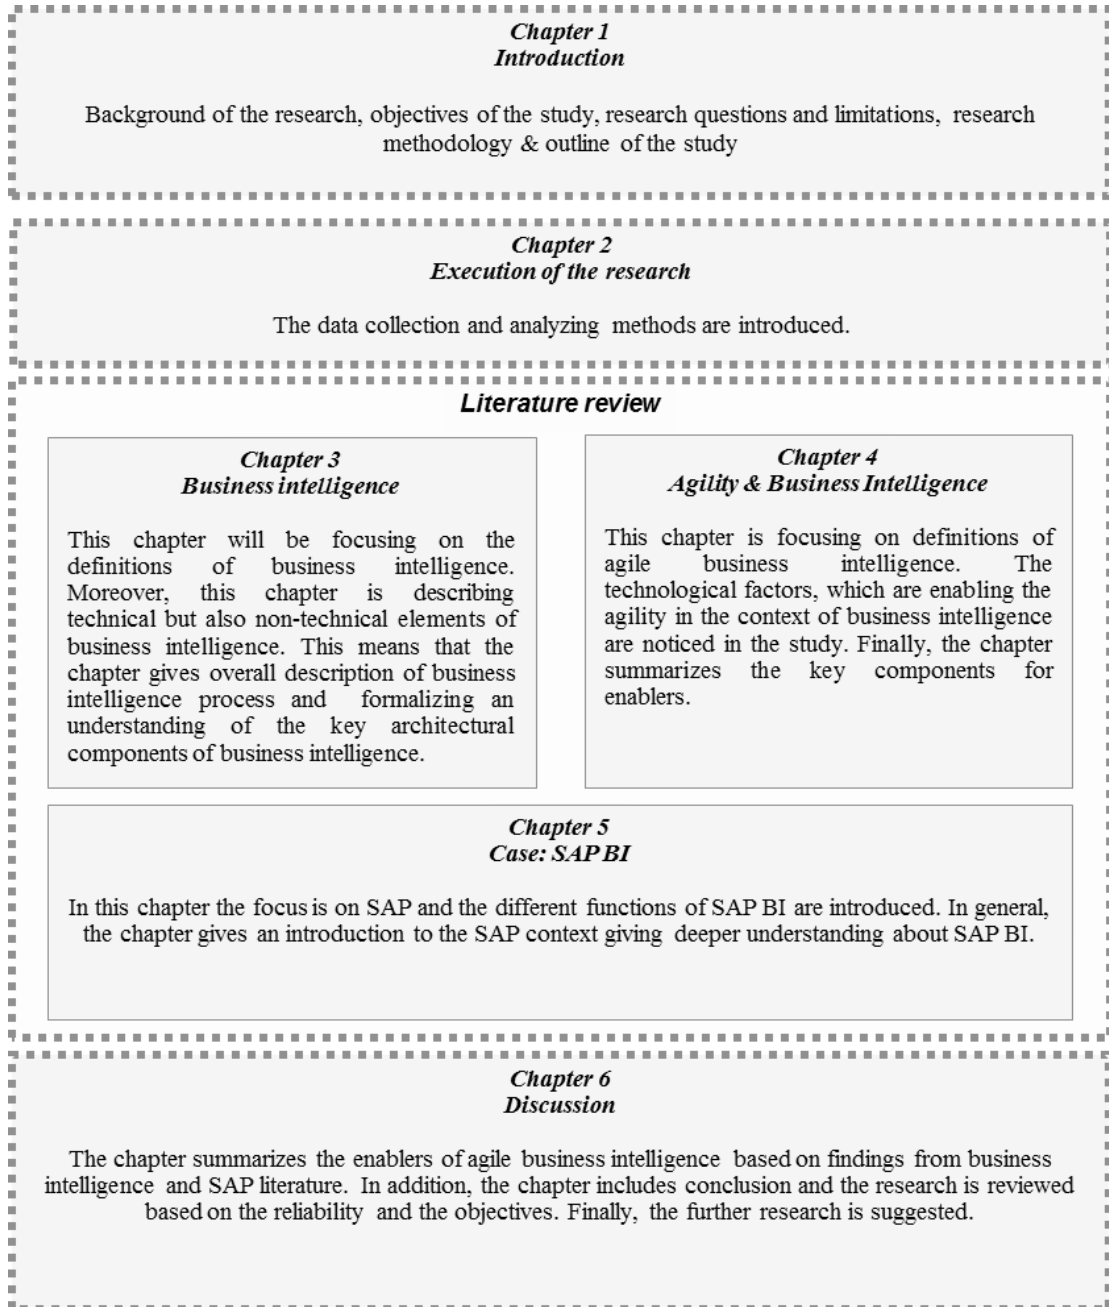 Chapter 1
Introduction
Background of the research, objectives of the study, research questions and limitations, research
methodology & outline of the study
Chapter 2
Execution of the research
The data collection and analyzing methods are introduced.
Literature review
Chapter 3
Business intelligence
This chapter will be focusing on the
definitions of business intelligence.
Moreover, this chapter is describing
technical but also non-technical elements of
business intelligence. This means that the
chapter gives overall description of business
intelligence process and formalizing an
understanding of the key architectural
components of business intelligence.
Chapter 4
Agility & Business Intelligence
This chapter is focusing on definitions of
agile business intelligence. The
technological factors, which are enabling the
agility in the context of business intelligence
are noticed in the study. Finally, the chapter
summarizes the key components for
enablers.
Chapter 5
Case: SAP BI
In this chapter the focus is on SAP and the different functions of SAP BI are introduced. In general,
the chapter gives an introduction to the SAP context giving deeper understanding about SAP BI.
Chapter 6
Discussion
The chapter summarizes the enablers of agile business intelligence based on findings from business
intelligence and SAP literature. In addition, the chapter includes conclusion and the research is reviewed
based on the reliability and the objectives. Finally, the further research is suggested.